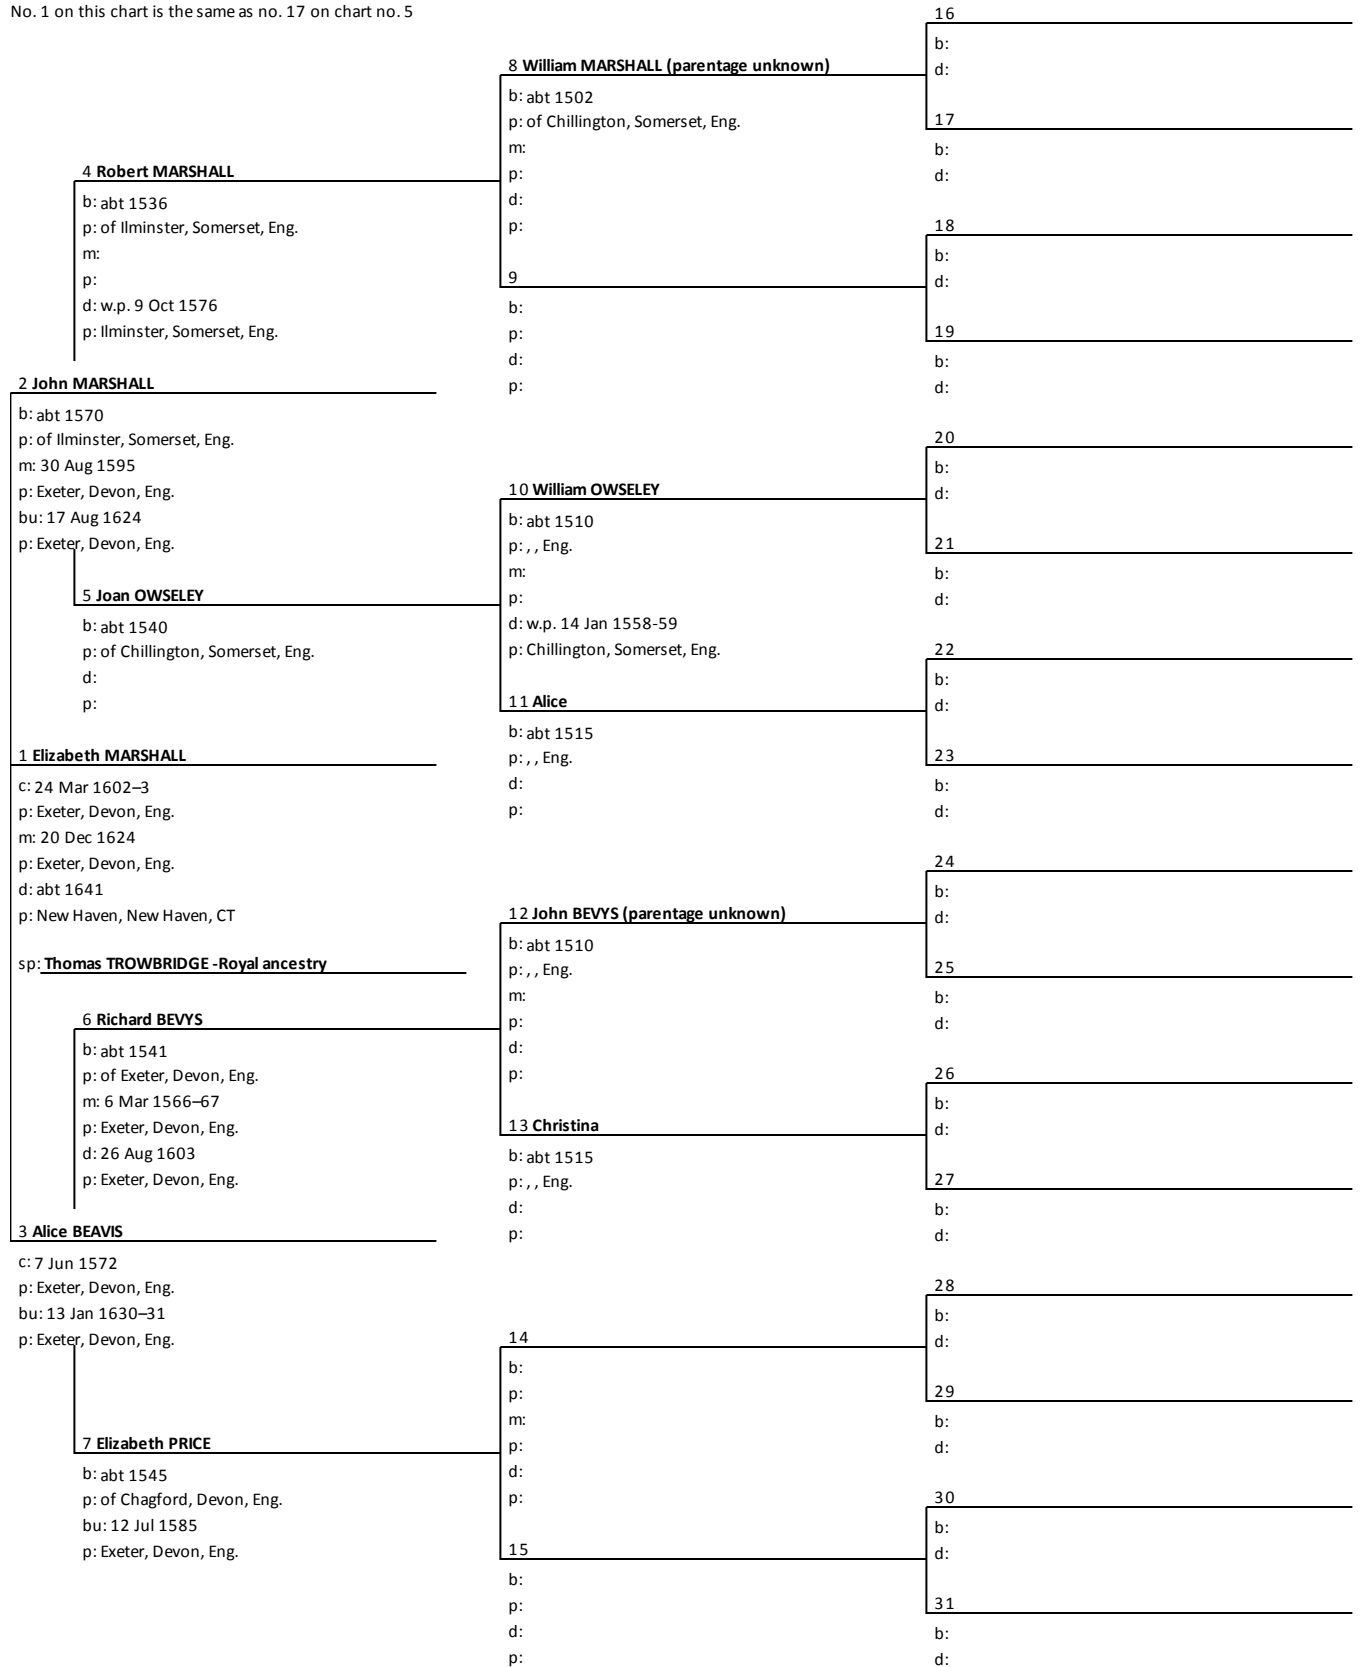 No. 1 on this chart is the same as no. 17 on chart no. 5
16
b:
d:
8 William MARSHALL (parentage unknown)
b: abt 1502
p: of Chillington, Somerset, Eng.
m:
p:
d:
p:
17
b:
d:
4 Robert MARSHALL
b: abt 1536
p: of Ilminster, Somerset, Eng.
m:
p:
d: w.p. 9 Oct 1576
p: Ilminster, Somerset, Eng.
18
b:
d:
9
b:
p:
d:
p:
19
b:
d:
2 John MARSHALL
b: abt 1570
p: of Ilminster, Somerset, Eng.
m: 30 Aug 1595
p: Exeter, Devon, Eng.
bu: 17 Aug 1624
p: Exeter, Devon, Eng.
20
b:
d:
10 William OWSELEY
b: abt 1510
p: , , Eng.
m:
p:
d: w.p. 14 Jan 1558-59
p: Chillington, Somerset, Eng.
21
b:
d:
5 Joan OWSELEY
b: abt 1540
p: of Chillington, Somerset, Eng.
d:
p:
22
b:
d:
11 Alice
b: abt 1515
p: , , Eng.
d:
p:
23
b:
d:
1 Elizabeth MARSHALL
c: 24 Mar 1602–3
p: Exeter, Devon, Eng.
m: 20 Dec 1624
p: Exeter, Devon, Eng.
d: abt 1641
p: New Haven, New Haven, CT
sp: Thomas TROWBRIDGE -Royal ancestry
24
b:
d:
12 John BEVYS (parentage unknown)
b: abt 1510
p: , , Eng.
m:
p:
d:
p:
25
b:
d:
6 Richard BEVYS
b: abt 1541
p: of Exeter, Devon, Eng.
m: 6 Mar 1566–67
p: Exeter, Devon, Eng.
d: 26 Aug 1603
p: Exeter, Devon, Eng.
26
b:
d:
13 Christina
b: abt 1515
p: , , Eng.
d:
p:
27
b:
d:
3 Alice BEAVIS
c: 7 Jun 1572
p: Exeter, Devon, Eng.
bu: 13 Jan 1630–31
p: Exeter, Devon, Eng.
28
b:
d:
14
b:
p:
m:
p:
d:
p:
29
b:
d:
7 Elizabeth PRICE
b: abt 1545
p: of Chagford, Devon, Eng.
bu: 12 Jul 1585
p: Exeter, Devon, Eng.
30
b:
d:
15
b:
p:
d:
p:
31
b:
d: